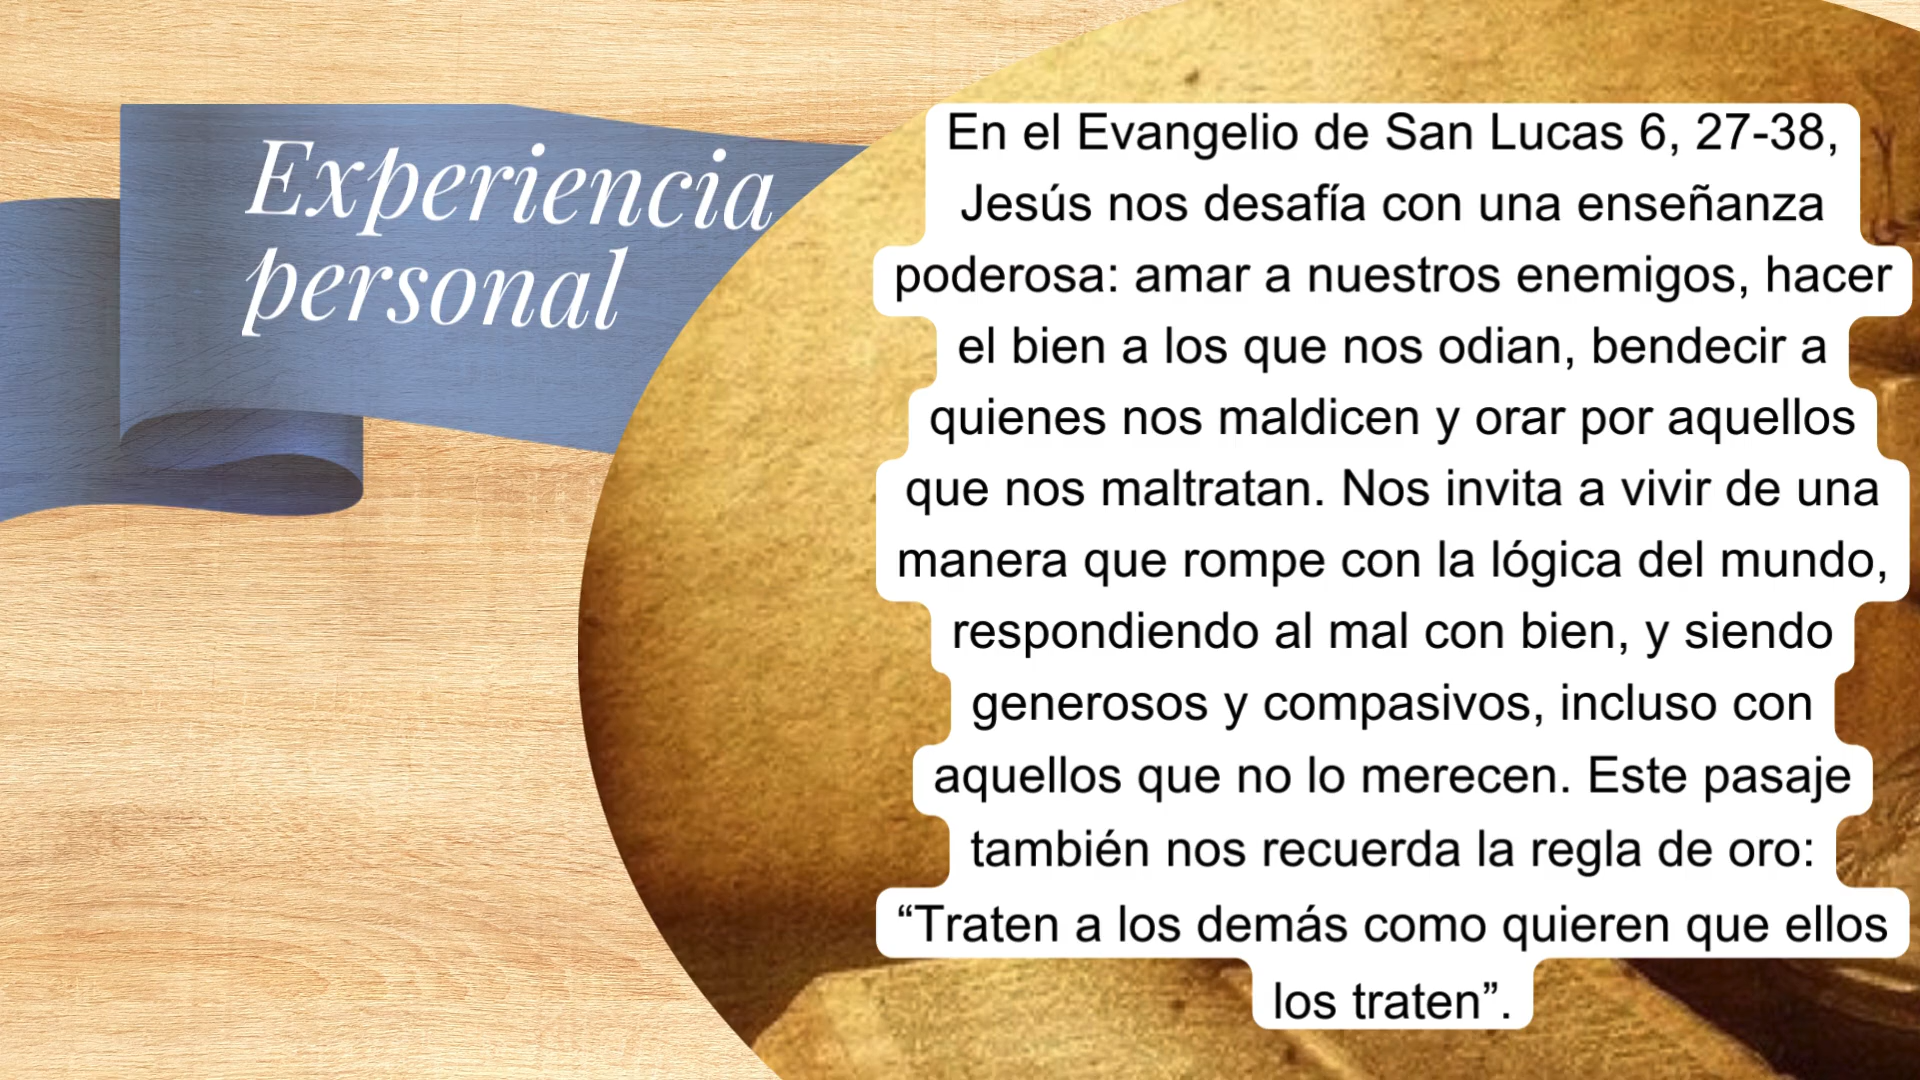 Experiencia
personal
En el Evangelio de San Lucas 6, 27-38,
Jesús nos desafía con una enseñanza
poderosa: amar a nuestros enemigos, hacer
el bien a los que nos odian, bendecir a
quienes nos maldicen y orar por aquellos
que nos maltratan. Nos invita a vivir de una
manera que rompe con la lógica del mundo,
respondiendo al mal con bien, y siendo
generosos y compasivos, incluso con
aquellos que no lo merecen. Este pasaje
también nos recuerda la regla de oro:
“Traten a los demás como quieren que ellos
los traten”.